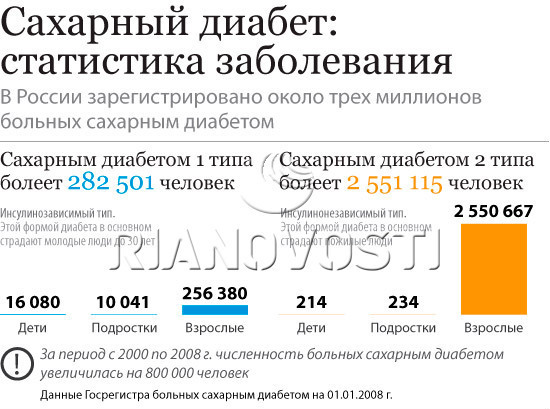 Сахарный диабет:
статистика заболевания
В России зарегистрировано около трех миллионов
больных сахарным диабетом
Сахарным диабетом 1 типа
болеет 282 501 человек
Инсулинозависимый тип.
Этой формой диабета в основном
страдают молодые люди до 30 лет
16 080
10 041
256 380
Дети
Подростки
Взрослые
Сахарным диабетом 2 типа
болеет 2 551 115 человек
Инсулинонезависимый тип.
Этой формой диабета в основном
страдают пожилые люди
2 550 667
214
234
Дети
Подростки
Взрослые
RIANOVOSTI
За период с 2000 по 2008 г. численность больных сахарным диабетом
увеличилась на 800 000 человек
Данные Госрегистра больных сахарным диабетом на 01.01.2008 г.